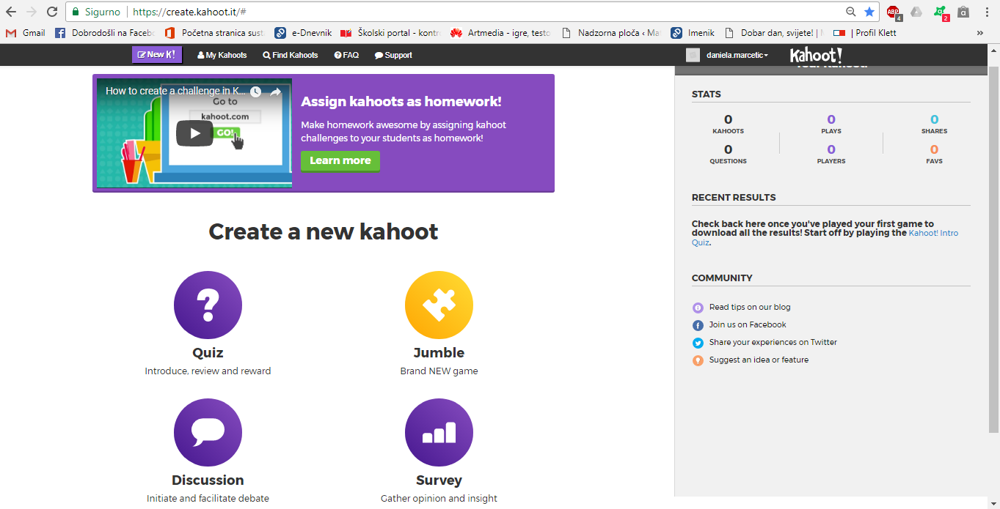 Sigurno https://create.kahoot.it/#
ABP 4 2 a
Gmail Dobrodošli na Facebo Početna stranica susta e-Dnevnik Školski portal - kontro Artmedia - igre, testo Nadzorna ploča ‹ Ma Imenik Dobar dan, svijete! | | Profil Klett »
New K! My Kahoots Find Kahoots FAQ Support daniela.marcetic Kahoot!
How to create a challenge in K...
Go to
kahoot.com
GO!
Assign kahoots as homework!
Make homework awesome by assigning kahoot
challenges to your students as homework!
Learn more
Create a new kahoot
Quiz
Introduce, review and reward
Jumble
Brand NEW game
Discussion
Initiate and facilitate debate
Survey
Gather opinion and insight
STATS
0 0 0
KAHOOTS PLAYS SHARES
0 0 0
QUESTIONS PLAYERS FAVS
RECENT RESULTS
Check back here once you've played your first game to
download all the results! Start off by playing the Kahoot! Intro
Quiz.
COMMUNITY
Read tips on our blog
Join us on Facebook
Share your experiences on Twitter
Suggest an idea or feature